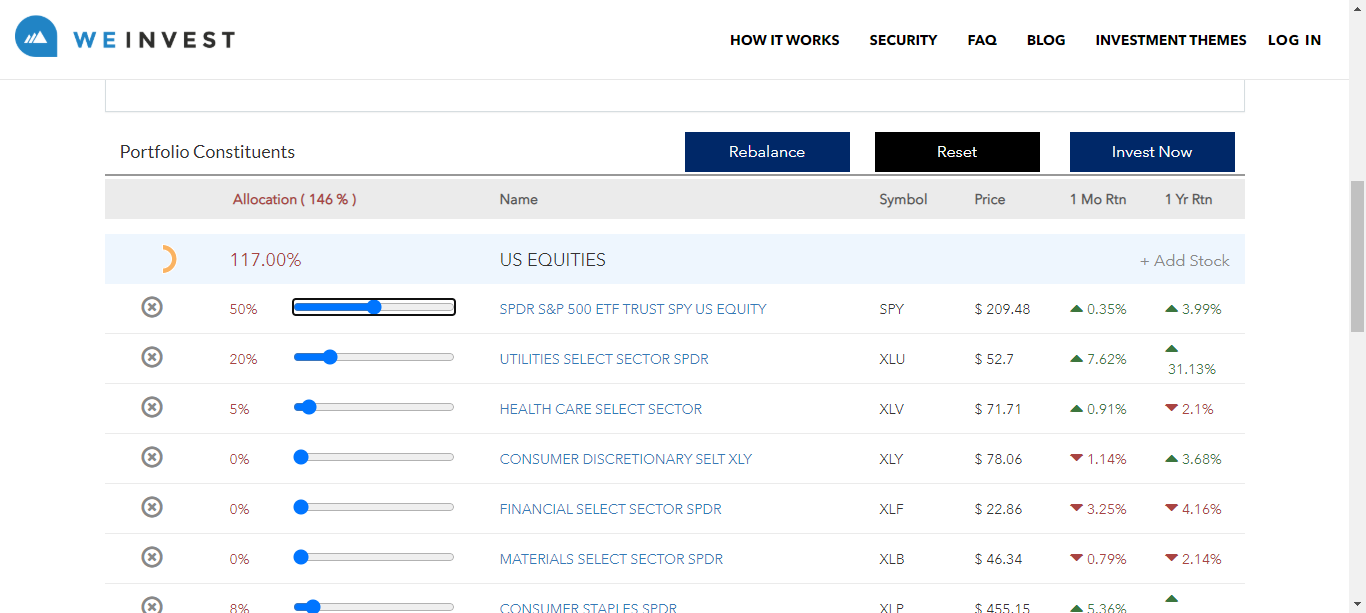 WEINVEST
HOW IT WORKS SECURITY FAQ BLOG INVESTMENT THEMES LOG IN
Portfolio Constituents Rebalance Reset Invest Now
Allocation ( 146 % ) Name Symbol Price 1 Mo Rtn 1 Yr Rtn
117.00% US EQUITIES + Add Stock
50% SPDR S&P 500 ETF TRUST SPY US EQUITY SPY $ 209.48 0.35% 3.99%
20% UTILITIES SELECT SECTOR SPDR XLU $ 52.7 7.62% 31.13%
5% HEALTH CARE SELECT SECTOR XLV $ 71.71 0.91% 2.1%
0% CONSUMER DISCRETIONARY SELT XLY XLY $ 78.06 1.14% 3.68%
0% FINANCIAL SELECT SECTOR SPDR XLF $ 22.86 3.25% 4.16%
0% MATERIALS SELECT SECTOR SPDR XLB $ 46.34 0.79% 2.14%
8% CONSUMER STAPLES SPDR XLP $ 455.15 5.36%